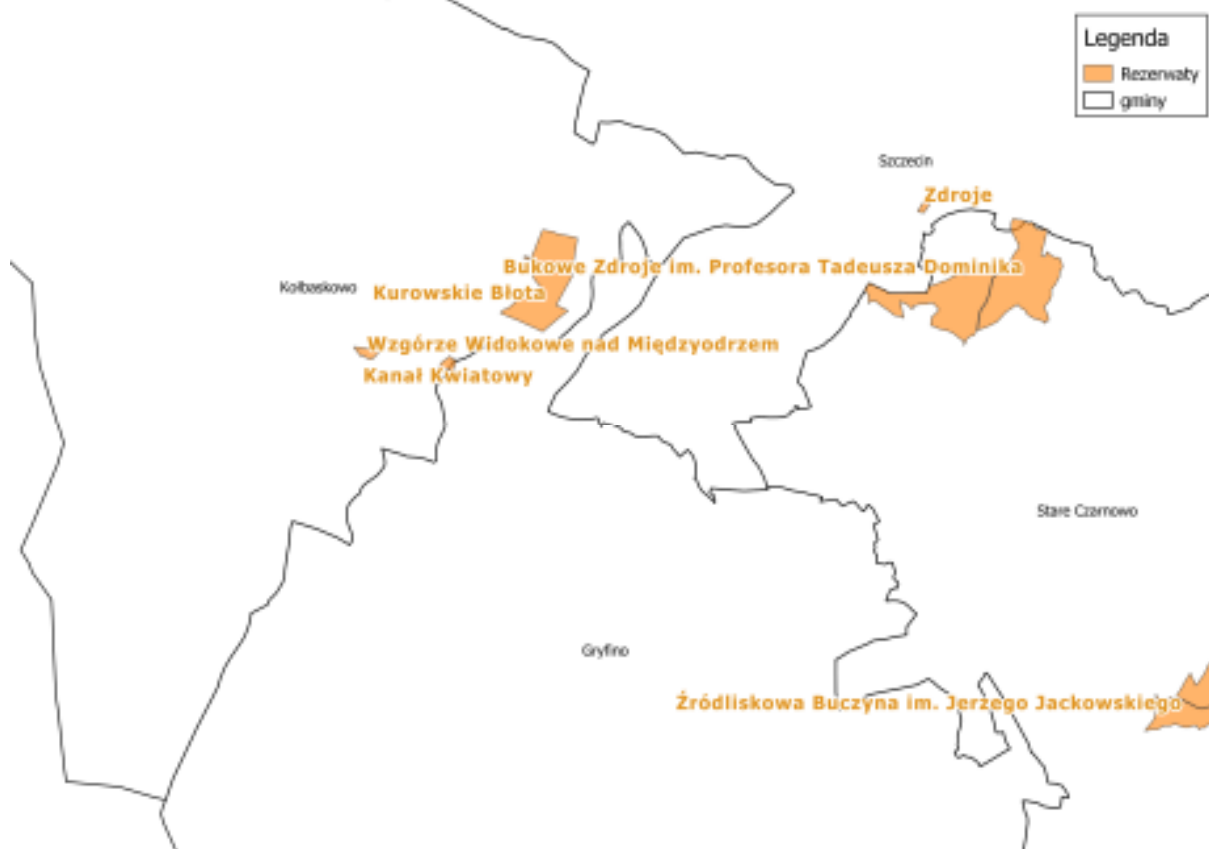 Legenda
Rezerwaty
gminy
Szczecin
Zdroje
Bukowe Zdroje im. Profesora Tadeusza Dominika
Kołbaskowo
Kurowskie Błota
Wzgórze Widokowe nad Międzyodrzem
Kanał Kwiatowy
Stare Czarnowo
Gryfino
Źródliskowa Buczyna im. Jerzego Jackowskiego